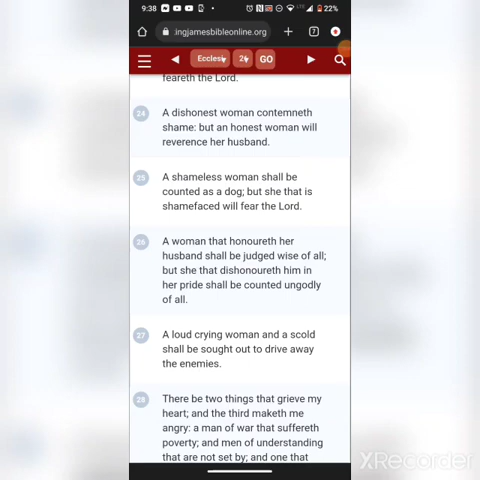 9:38
LTE
22%
.ingjamesbibleonline.org
7
Ecclesi
GO
feareth the Lord.
24 A dishonest woman contemneth
shame: but an honest woman will
reverence her husband.
25 A shameless woman shall be
counted as a dog; but she that is
shamefaced will fear the Lord.
26 A woman that honoureth her
husband shall be judged wise of all;
but she that dishonoureth him in
her pride shall be counted ungodly
of all.
27 A loud crying woman and a scold
shall be sought out to drive away
the enemies.
28 There be two things that grieve my
heart; and the third maketh me
angry: a man of war that suffereth
poverty; and men of understanding
that are not set by; and one that
XRecorder